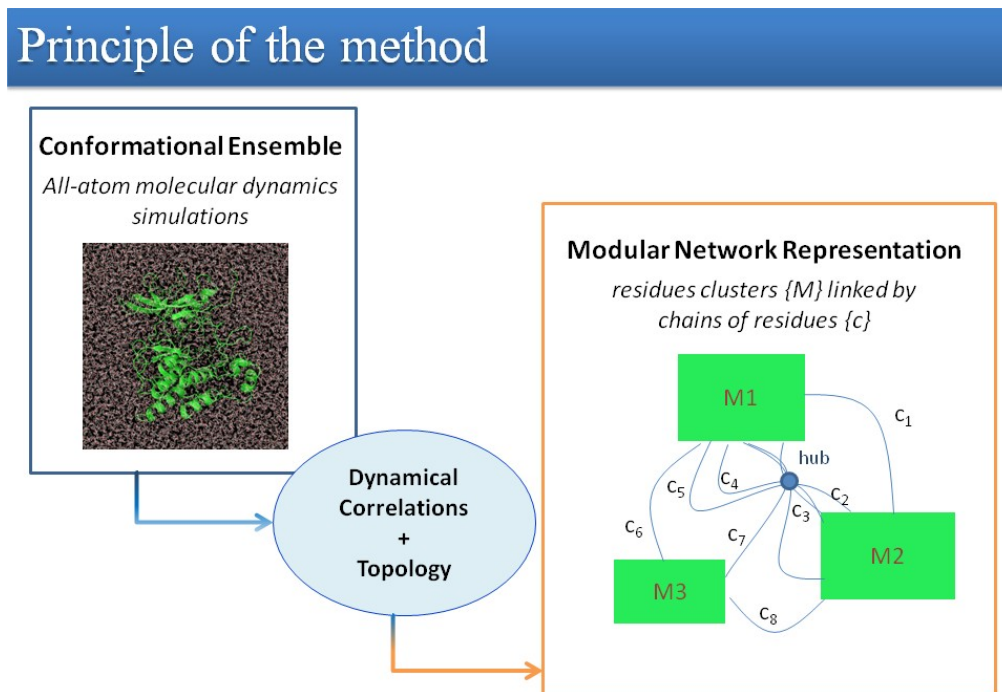 Principle of the method
Conformational Ensemble
All-atom molecular dynamics
simulations
Dynamical
Correlations
+
Topology
Modular Network Representation
residues clusters {M} linked by
chains of residues {c}
M1
c₁
hub
c₄
c₅
c₂
c₃
c₆
c₇
M2
M3
c₈